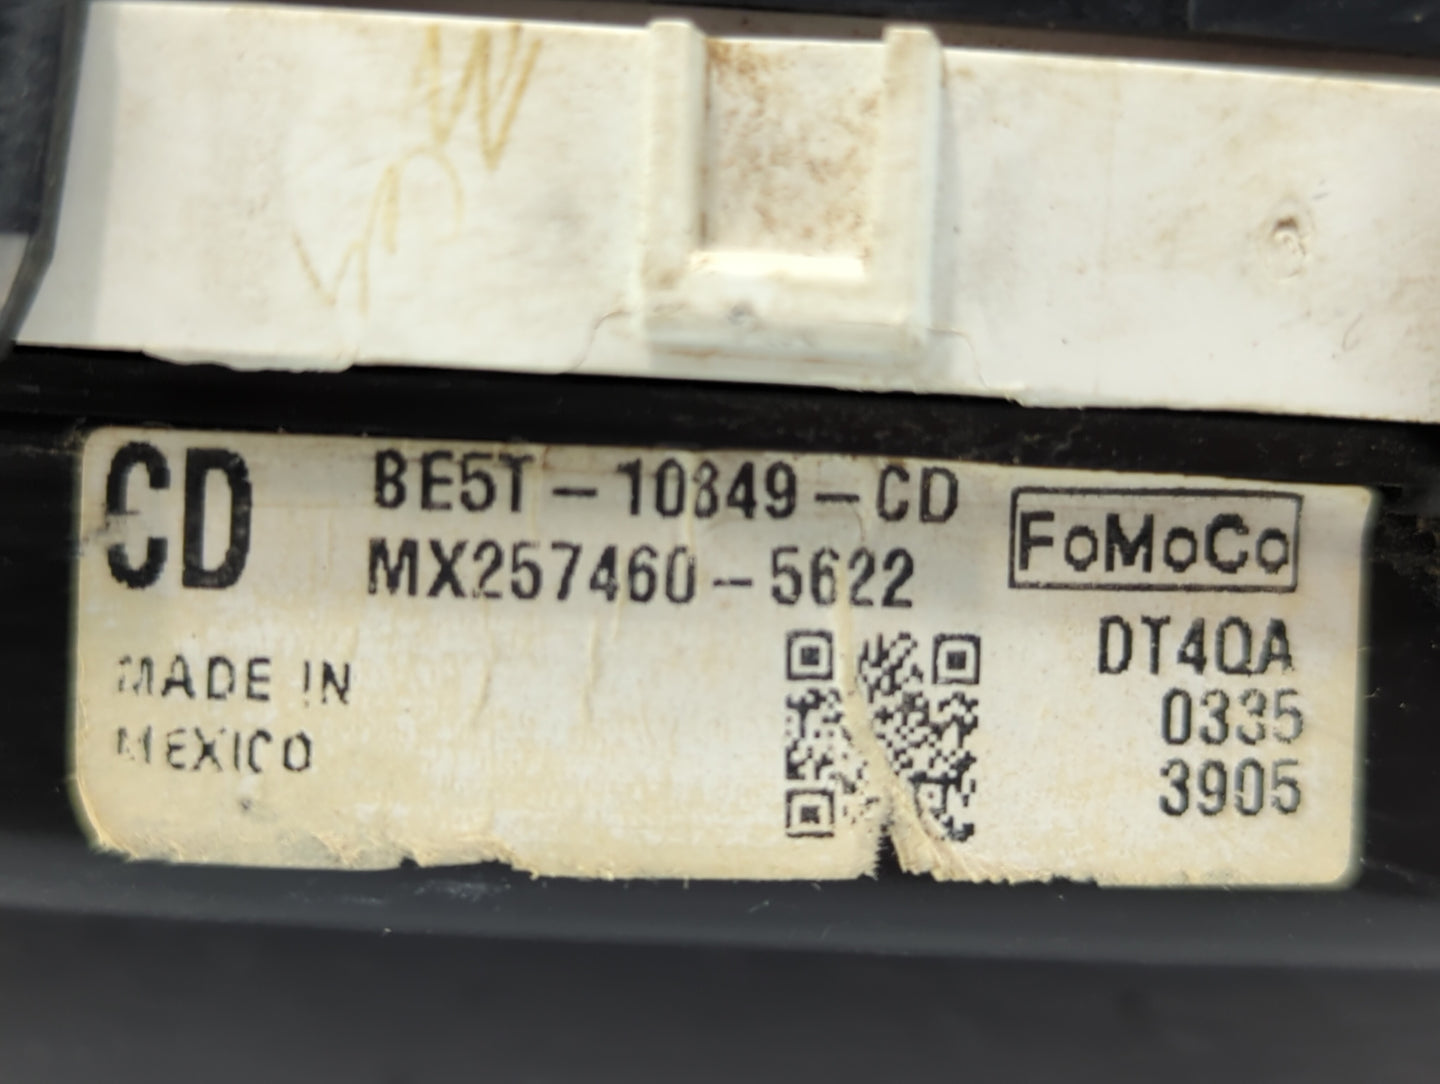 CD
BE5T-10849-CD
MX257460-5622
FoMoCo
MADE IN
MEXICO
DT4QA
0335
3905